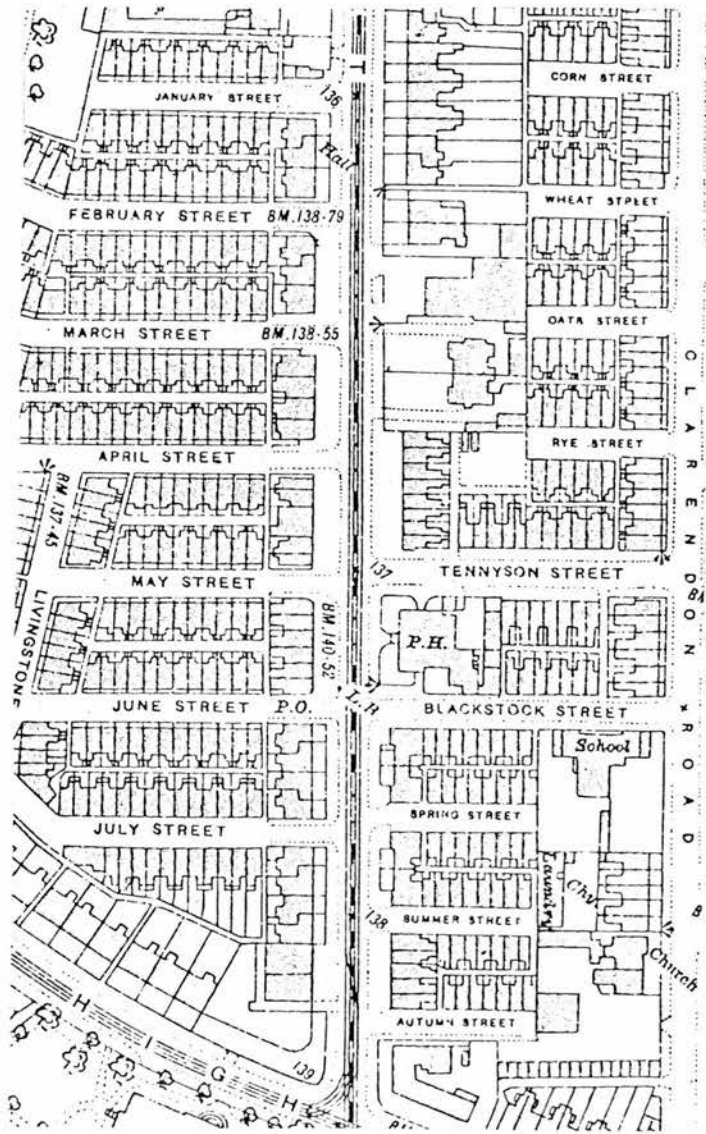 CORN STREET
JANUARY STREET
136
Hall
WHEAT STREET
FEBRUARY STREET BM.138·79
MARCH STREET BM.138·55
OATS STREET
APRIL STREET
RYE STREET
BM.137·45
MAY STREET
137
TENNYSON STREET
LIVINGSTONE
BM.140·52
P.H.
JUNE STREET P.O.
L.B
BLACKSTOCK STREET
School
SPRING STREET
JULY STREET
Laundry
Chy
138
SUMMER STREET
Church
AUTUMN STREET
HIGH
139
CLARENDON ROAD